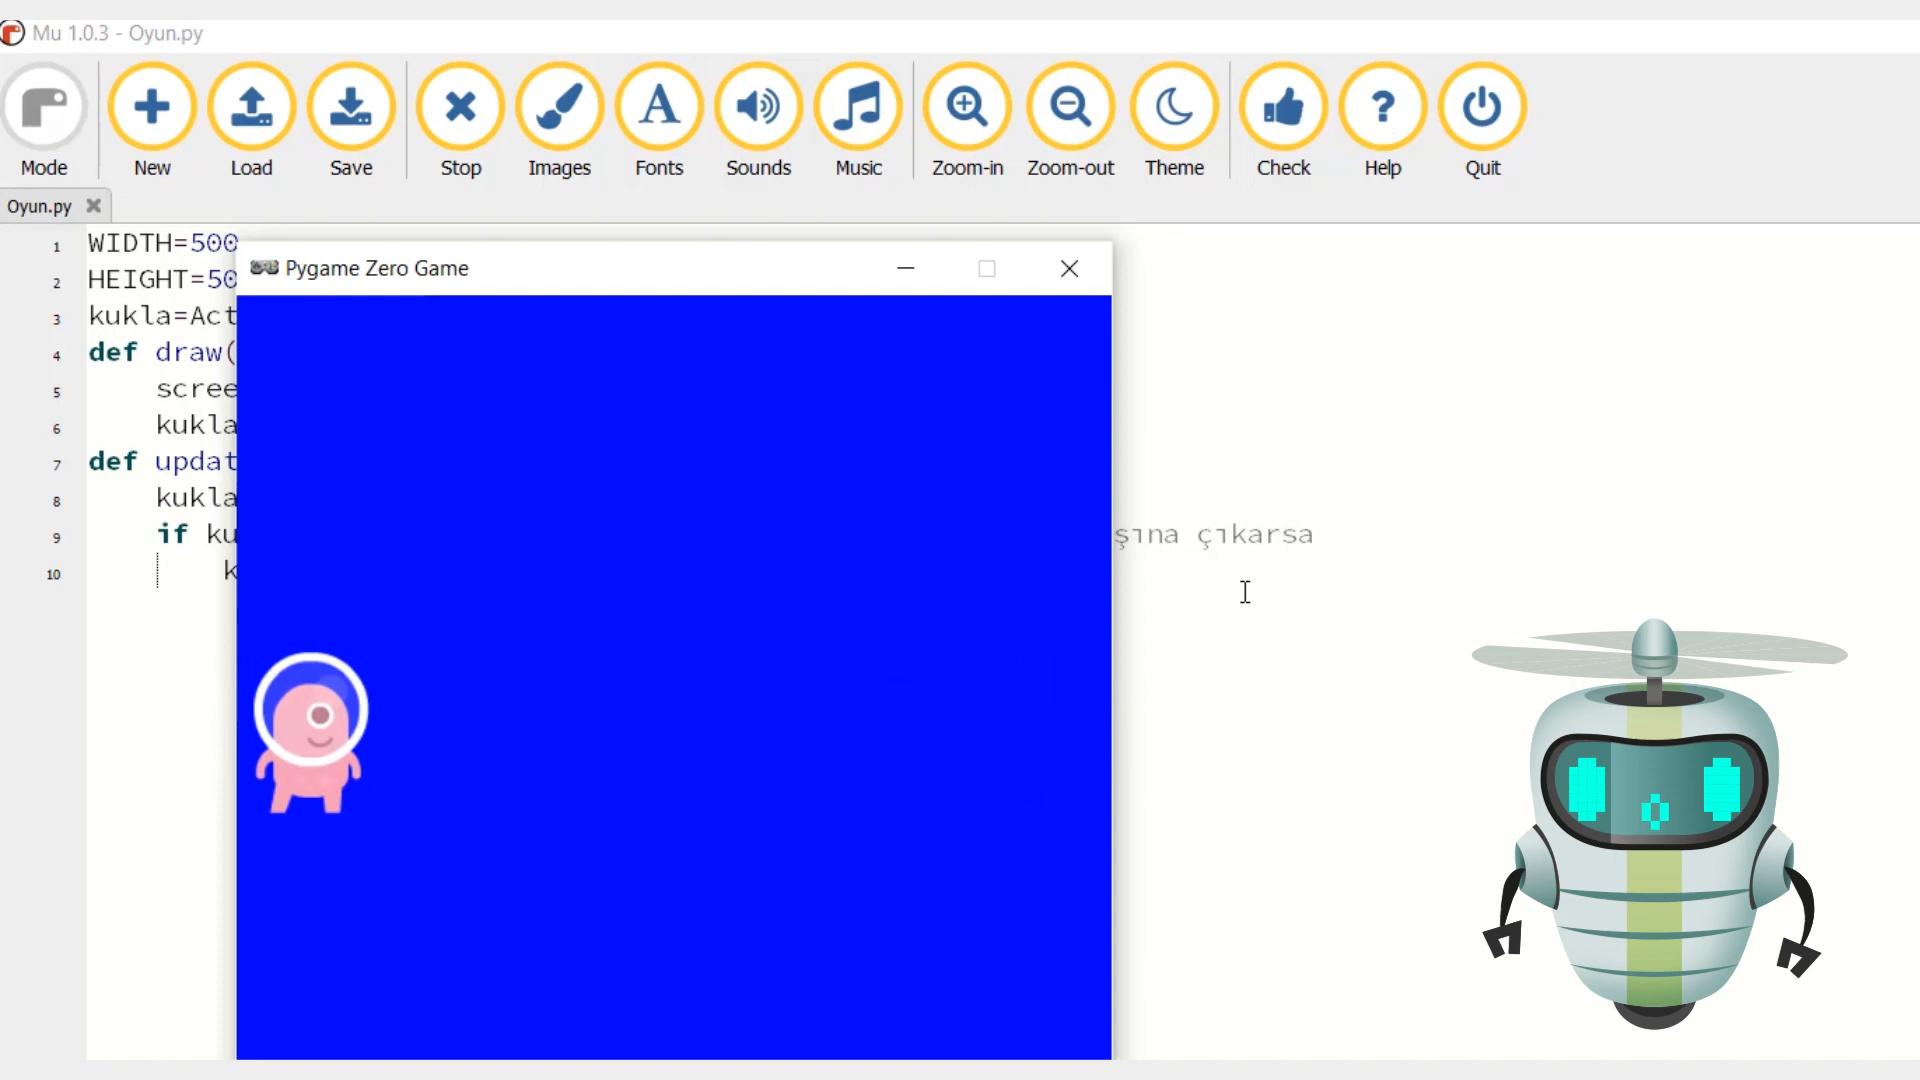 Mu 1.0.3 - Oyun.py
Mode New Load Save Stop Images Fonts Sounds Music Zoom-in Zoom-out Theme Check Help Quit
Oyun.py
1 WIDTH=500
Pygame Zero Game
2 HEIGHT=50
3 kukla=Act
4 def draw(
5 scree
6 kukla
7 def updat
8 kukla
9 if ku şına çıkarsa
10 k